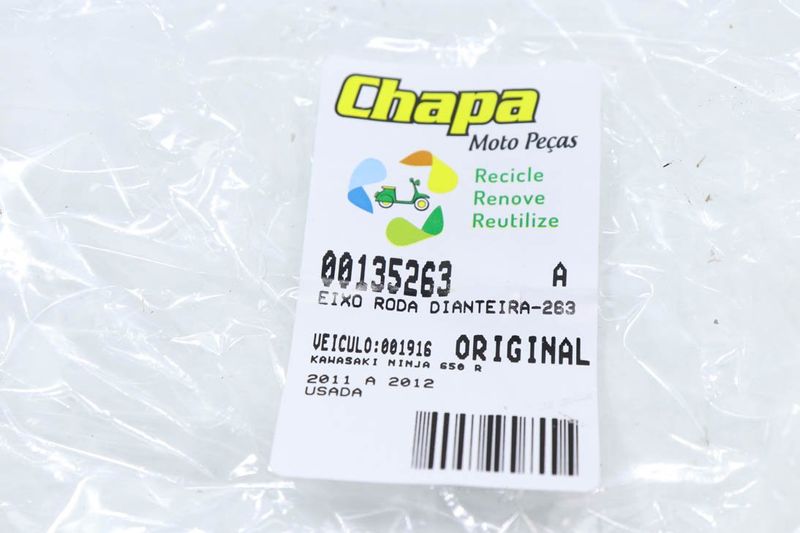 Chapa
Moto Peças
Recicle
Renove
Reutilize
00135263 A
EIXO RODA DIANTEIRA-263
VEICULO:001916 ORIGINAL
KAWASAKI NINJA 650 R
2011 A 2012
USADA